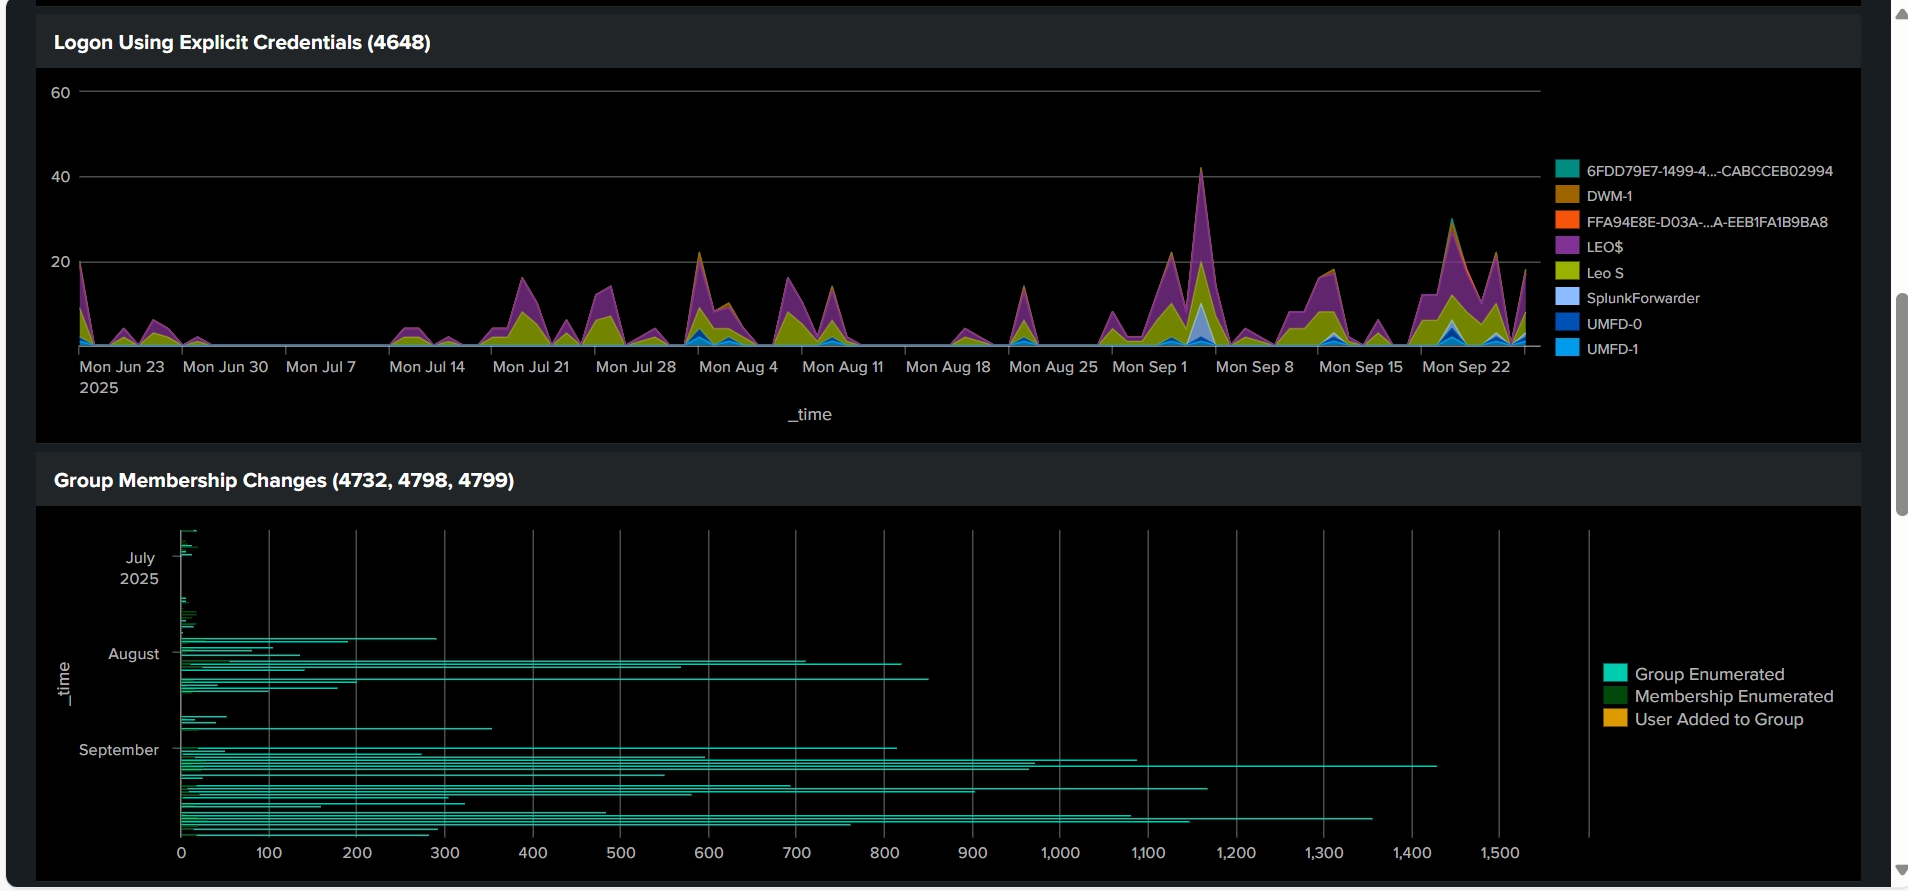 Logon Using Explicit Credentials (4648)
60
40
20
Mon Jun 23 Mon Jun 30 Mon Jul 7 Mon Jul 14 Mon Jul 21 Mon Jul 28 Mon Aug 4 Mon Aug 11 Mon Aug 18 Mon Aug 25 Mon Sep 1 Mon Sep 8 Mon Sep 15 Mon Sep 22
2025
_time
6FDD79E7-1499-4...-CABCCEB02994
DWM-1
FFA94E8E-D03A-...A-EEB1FA1B9BA8
LEO$
Leo S
SplunkForwarder
UMFD-0
UMFD-1
Group Membership Changes (4732, 4798, 4799)
_time
July
2025
August
September
0 100 200 300 400 500 600 700 800 900 1,000 1,100 1,200 1,300 1,400 1,500
Group Enumerated
Membership Enumerated
User Added to Group